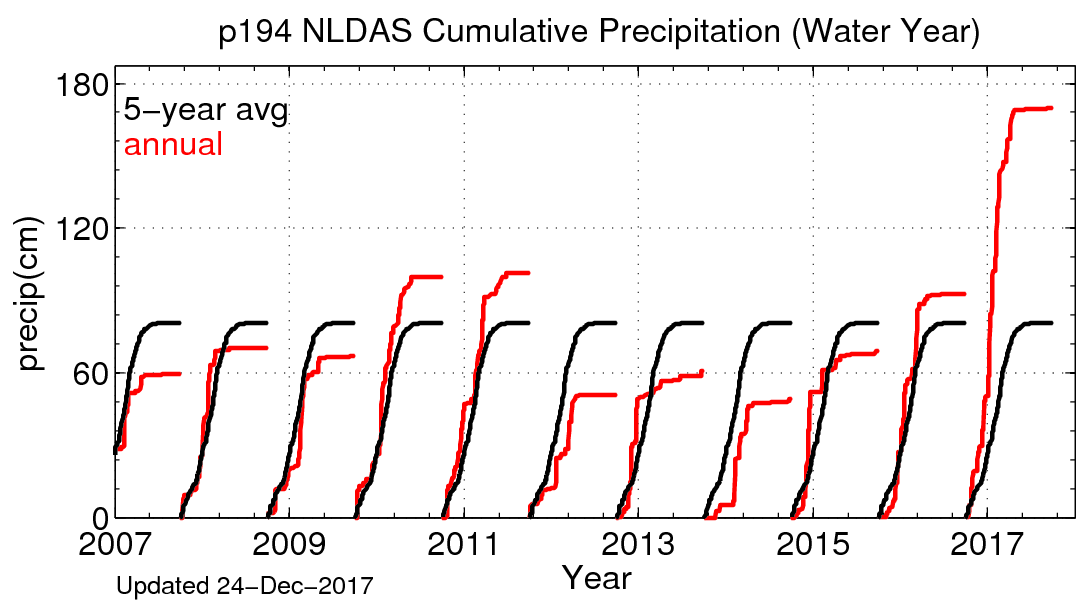 p194 NLDAS Cumulative Precipitation (Water Year)
180
5−year avg
annual
120
precip(cm)
60
0
2007 2009 2011 2013 2015 2017
Year
Updated 24−Dec−2017